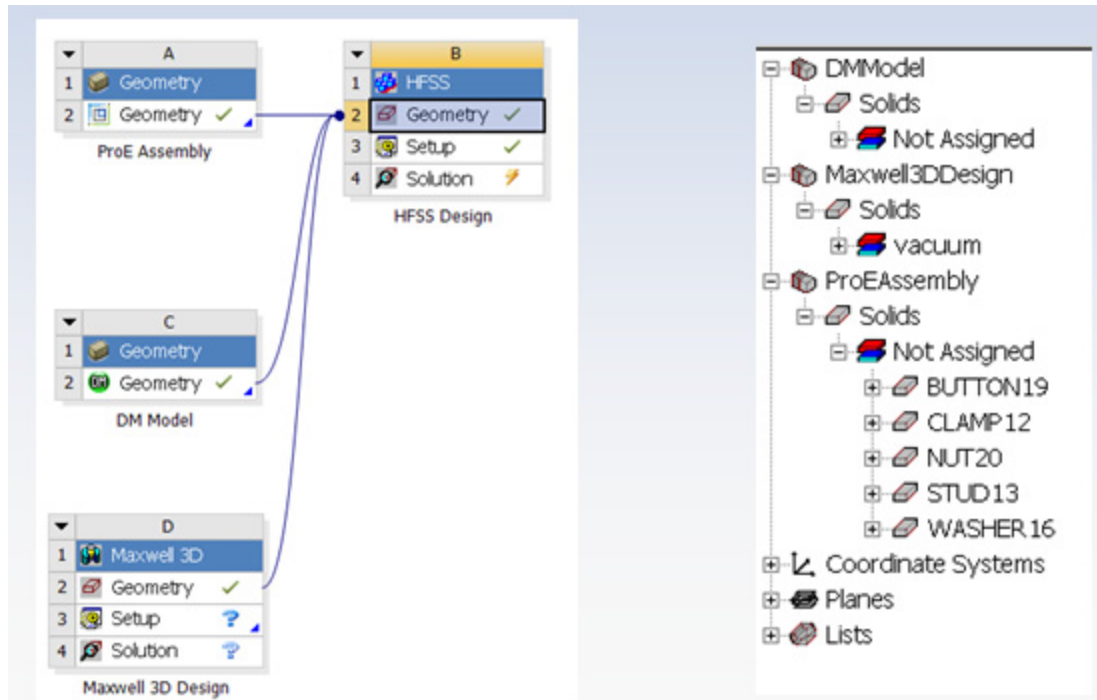 A
1 Geometry
2 Geometry
ProE Assembly
B
1 HFSS
2 Geometry
3 Setup
4 Solution
HFSS Design
C
1 Geometry
2 Geometry
DM Model
D
1 Maxwell 3D
2 Geometry
3 Setup ?
4 Solution ?
Maxwell 3D Design
DMModel
Solids
Not Assigned
Maxwell3DDesign
Solids
vacuum
ProEAssembly
Solids
Not Assigned
BUTTON19
CLAMP12
NUT20
STUD13
WASHER16
Coordinate Systems
Planes
Lists